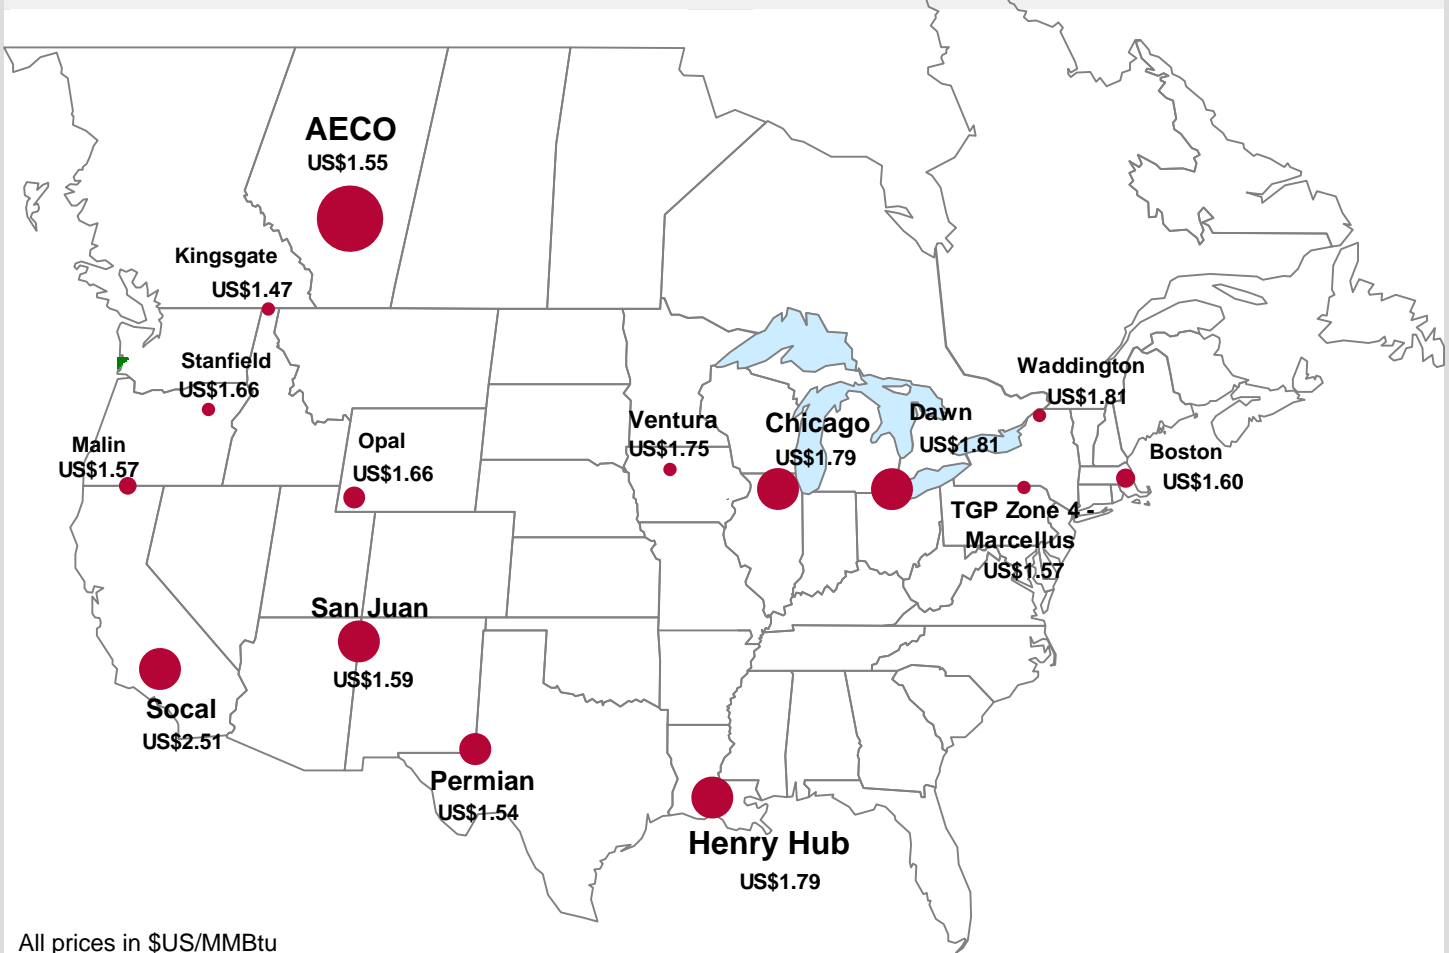 AECO
US$1.55
Kingsgate
US$1.47
Stanfield
US$1.66
Malin
US$1.57
Opal
US$1.66
Ventura
US$1.75
Chicago
US$1.79
Dawn
US$1.81
Waddington
US$1.81
Boston
US$1.60
TGP Zone 4 -
Marcellus
US$1.57
San Juan
US$1.59
Socal
US$2.51
Permian
US$1.54
Henry Hub
US$1.79
All prices in $US/MMBtu